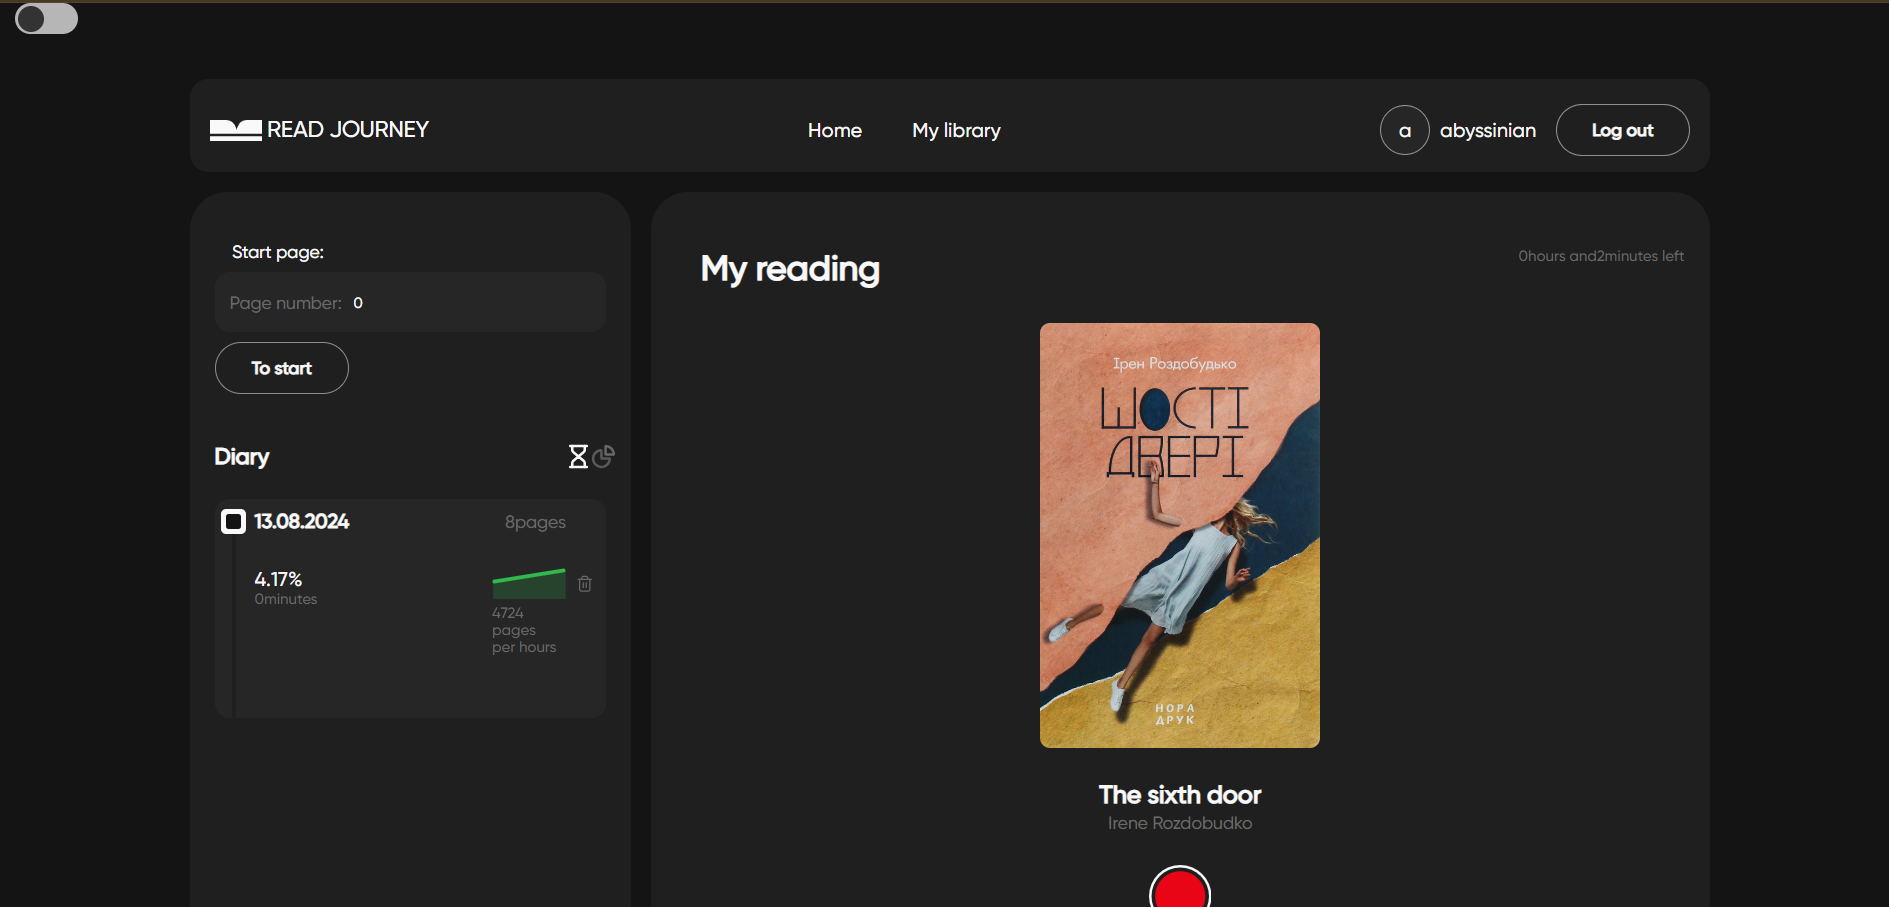 READ JOURNEY
Home
My library
a
abyssinian
Log out
Start page:
Page number: 0
To start
Diary
13.08.2024
8pages
4.17%
0minutes
4724
pages
per hours
My reading
0hours and2minutes left
Ірен Роздобудько
ШОСТІ
ДВЕРІ
НОРА
ДРУК
The sixth door
Irene Rozdobudko